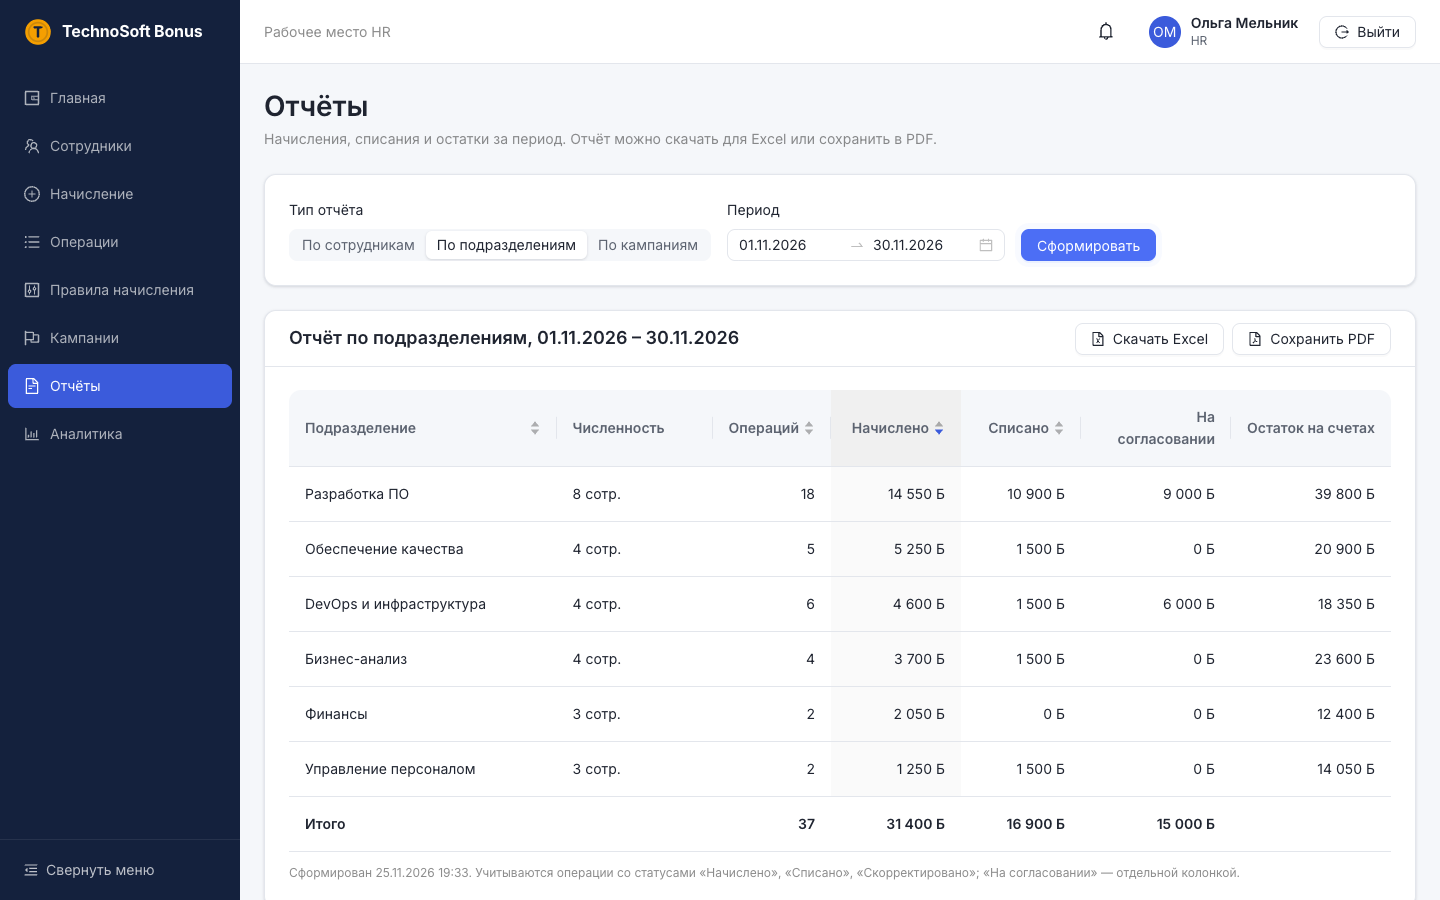 TechnoSoft Bonus
Рабочее место HR
ОМ
Ольга Мельник
HR
Выйти
Главная
Сотрудники
Начисление
Операции
Правила начисления
Кампании
Отчёты
Аналитика
Свернуть меню
Отчёты
Начисления, списания и остатки за период. Отчёт можно скачать для Excel или сохранить в PDF.
Тип отчёта
Период
По сотрудникам По подразделениям По кампаниям
01.11.2026 → 30.11.2026
Сформировать
Отчёт по подразделениям, 01.11.2026 – 30.11.2026
Скачать Excel
Сохранить PDF
Подразделение Численность Операций Начислено Списано На согласовании Остаток на счетах
Разработка ПО 8 сотр. 18 14 550 Б 10 900 Б 9 000 Б 39 800 Б
Обеспечение качества 4 сотр. 5 5 250 Б 1 500 Б 0 Б 20 900 Б
DevOps и инфраструктура 4 сотр. 6 4 600 Б 1 500 Б 6 000 Б 18 350 Б
Бизнес-анализ 4 сотр. 4 3 700 Б 1 500 Б 0 Б 23 600 Б
Финансы 3 сотр. 2 2 050 Б 0 Б 0 Б 12 400 Б
Управление персоналом 3 сотр. 2 1 250 Б 1 500 Б 0 Б 14 050 Б
Итого 37 31 400 Б 16 900 Б 15 000 Б
Сформирован 25.11.2026 19:33. Учитываются операции со статусами «Начислено», «Списано», «Скорректировано»; «На согласовании» — отдельной колонкой.